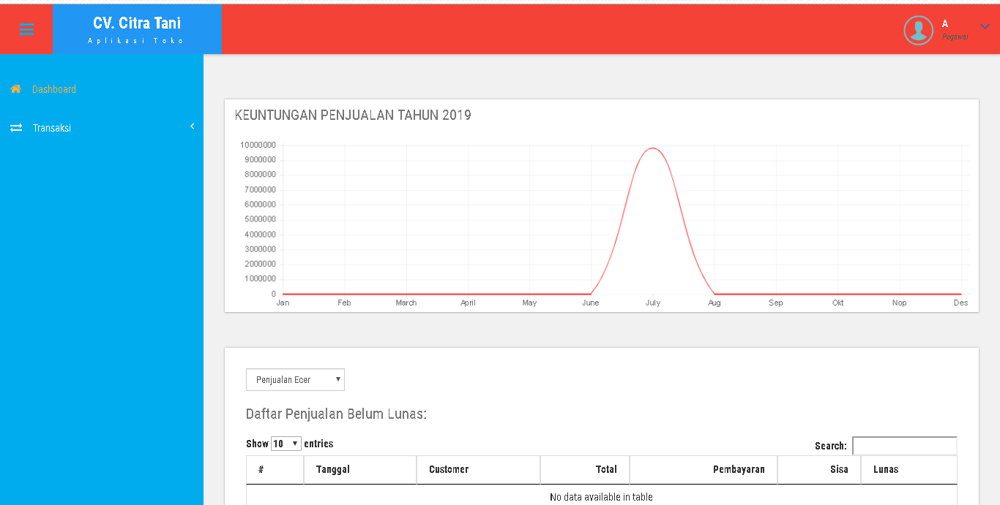 CV. Citra Tani
Aplikasi Toko
A
Pegawai
Dashboard
Transaksi
KEUNTUNGAN PENJUALAN TAHUN 2019
10000000
9000000
8000000
7000000
6000000
5000000
4000000
3000000
2000000
1000000
0
Jan Feb March April May June July Aug Sep Okt Nop Des
Penjualan Ecer
Daftar Penjualan Belum Lunas:
Show 10 entries
Search:
# Tanggal Customer Total Pembayaran Sisa Lunas
No data available in table